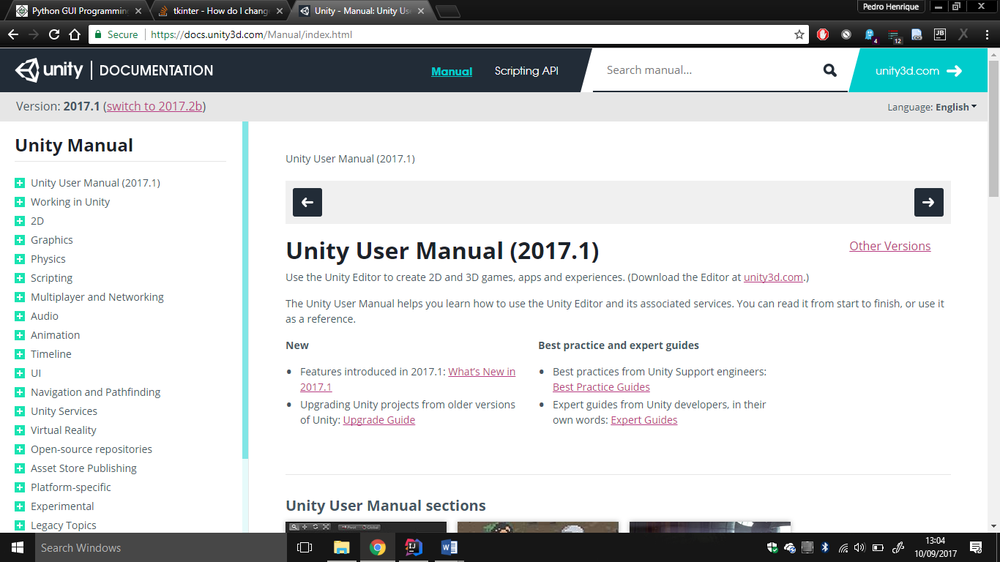 Python GUI Programming
tkinter - How do I change
Unity - Manual: Unity Us
Pedro Henrique
Secure
https://docs.unity3d.com/Manual/index.html
4
12
JB
unity | DOCUMENTATION
Manual
Scripting API
Search manual...
unity3d.com
Version: 2017.1 (switch to 2017.2b)
Language: English
Unity Manual
Unity User Manual (2017.1)
Working in Unity
2D
Graphics
Physics
Scripting
Multiplayer and Networking
Audio
Animation
Timeline
UI
Navigation and Pathfinding
Unity Services
Virtual Reality
Open-source repositories
Asset Store Publishing
Platform-specific
Experimental
Legacy Topics
Unity User Manual (2017.1)
Unity User Manual (2017.1)
Other Versions
Use the Unity Editor to create 2D and 3D games, apps and experiences. (Download the Editor at unity3d.com.)
The Unity User Manual helps you learn how to use the Unity Editor and its associated services. You can read it from start to finish, or use it
as a reference.
New
Features introduced in 2017.1: What's New in
2017.1
Upgrading Unity projects from older versions
of Unity: Upgrade Guide
Best practice and expert guides
Best practices from Unity Support engineers:
Best Practice Guides
Expert guides from Unity developers, in their
own words: Expert Guides
Unity User Manual sections
Pivot
Global
Search Windows
IJ
W
13:04
10/09/2017